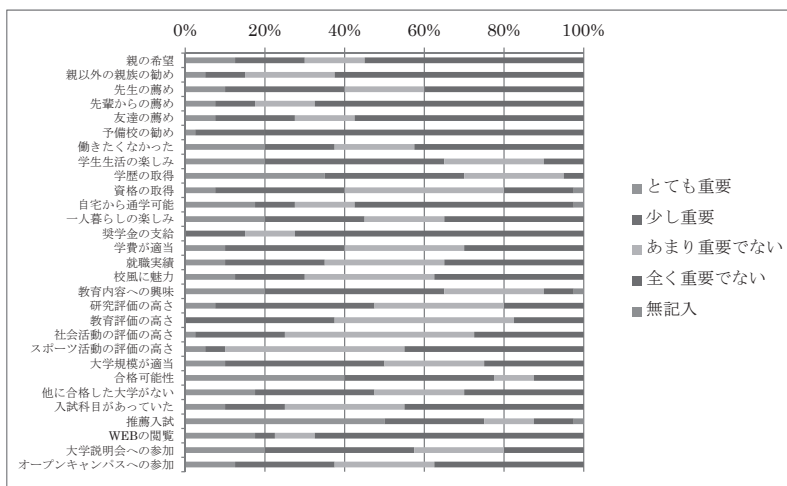 0% 20% 40% 60% 80% 100%
親の希望
親以外の親族の勧め
先生の薦め
先輩からの薦め
友達の薦め
予備校の勧め
働きたくなかった
学生生活の楽しみ
学歴の取得
資格の取得
自宅から通学可能
一人暮らしの楽しみ
奨学金の支給
学費が適当
就職実績
校風に魅力
教育内容への興味
研究評価の高さ
教育評価の高さ
社会活動の評価の高さ
スポーツ活動の評価の高さ
大学規模が適当
合格可能性
他に合格した大学がない
入試科目があっていた
推薦入試
WEBの閲覧
大学説明会への参加
オープンキャンパスへの参加
とても重要
少し重要
あまり重要でない
全く重要でない
無記入